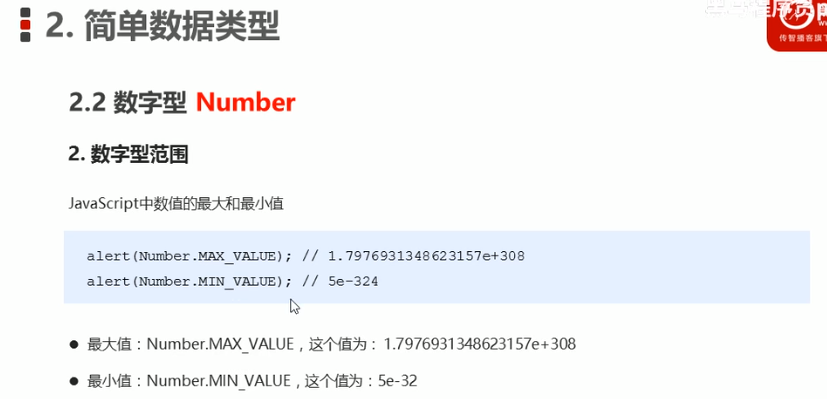 2. 简单数据类型
传智播客旗下
2.2 数字型 Number
2. 数字型范围
JavaScript中数值的最大和最小值
alert(Number.MAX_VALUE); // 1.7976931348623157e+308
alert(Number.MIN_VALUE); // 5e-324
● 最大值：Number.MAX_VALUE，这个值为： 1.7976931348623157e+308
● 最小值：Number.MIN_VALUE，这个值为：5e-32